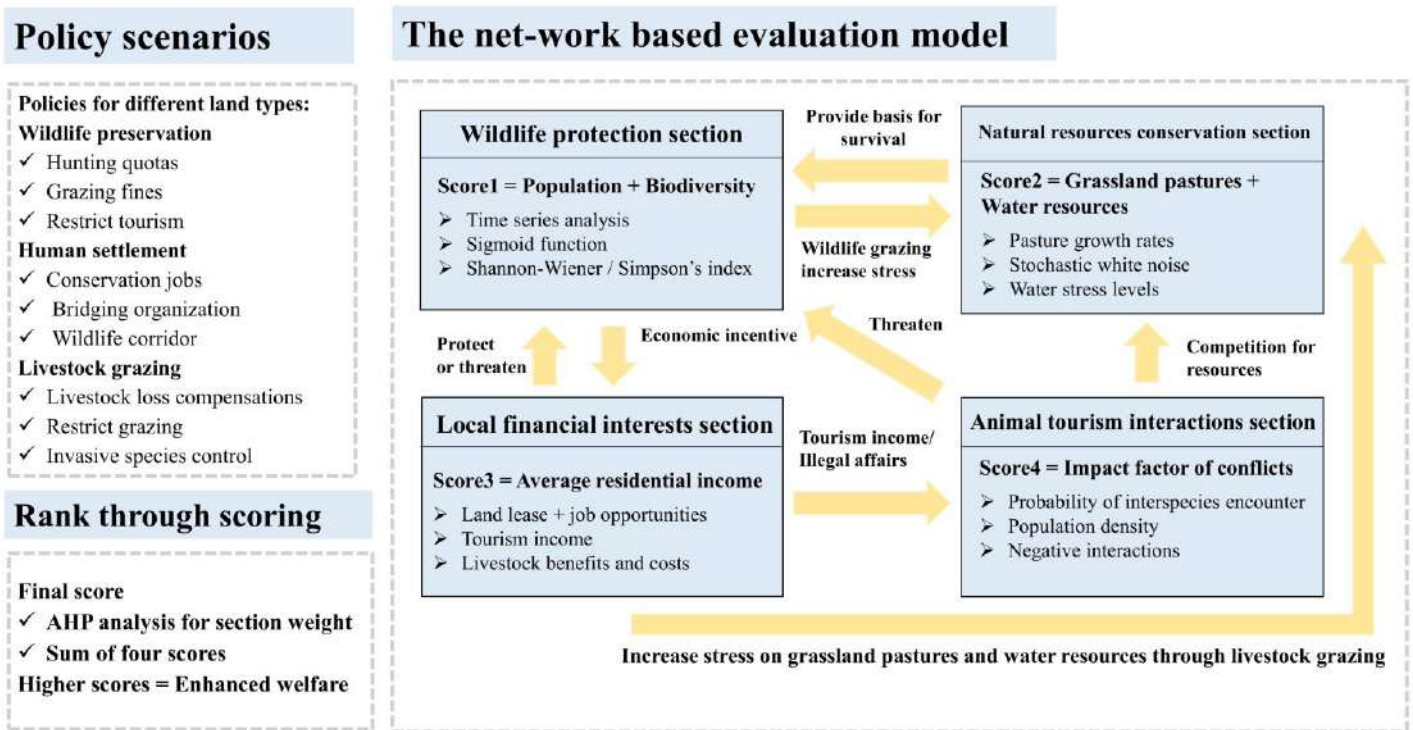 Policy scenarios
Policies for different land types:
Wildlife preservation
✓ Hunting quotas
✓ Grazing fines
✓ Restrict tourism
Human settlement
✓ Conservation jobs
✓ Bridging organization
✓ Wildlife corridor
Livestock grazing
✓ Livestock loss compensations
✓ Restrict grazing
✓ Invasive species control
Rank through scoring
Final score
✓ AHP analysis for section weight
✓ Sum of four scores
Higher scores = Enhanced welfare
The net-work based evaluation model
Wildlife protection section
Score1 = Population + Biodiversity
➢ Time series analysis
➢ Sigmoid function
➢ Shannon-Wiener / Simpson's index
Provide basis for
survival
Wildlife grazing
increase stress
Natural resources conservation section
Score2 = Grassland pastures +
Water resources
➢ Pasture growth rates
➢ Stochastic white noise
➢ Water stress levels
Protect
or threaten
Economic incentive
Threaten
Competition for
resources
Local financial interests section
Score3 = Average residential income
➢ Land lease + job opportunities
➢ Tourism income
➢ Livestock benefits and costs
Tourism income/
Illegal affairs
Animal tourism interactions section
Score4 = Impact factor of conflicts
➢ Probability of interspecies encounter
➢ Population density
➢ Negative interactions
Increase stress on grassland pastures and water resources through livestock grazing